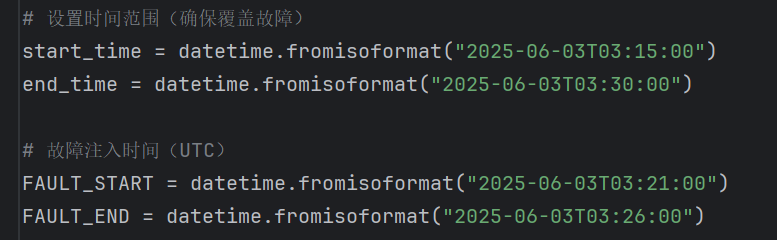 # 设置时间范围（确保覆盖故障）
start_time = datetime.fromisoformat("2025-06-03T03:15:00")
end_time = datetime.fromisoformat("2025-06-03T03:30:00")
# 故障注入时间（UTC）
FAULT_START = datetime.fromisoformat("2025-06-03T03:21:00")
FAULT_END = datetime.fromisoformat("2025-06-03T03:26:00")